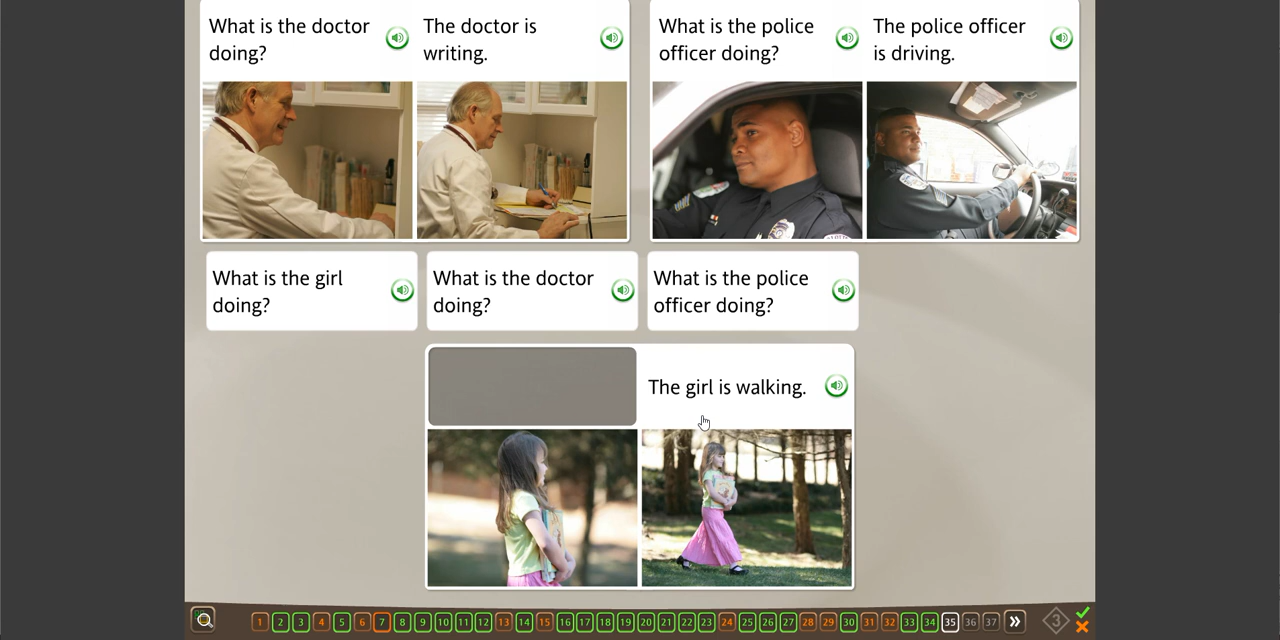 What is the doctor
doing?
The doctor is
writing.
What is the police
officer doing?
The police officer
is driving.
What is the girl
doing?
What is the doctor
doing?
What is the police
officer doing?
The girl is walking.
1 2 3 4 5 6 7 8 9 10 11 12 13 14 15 16 17 18 19 20 21 22 23 24 25 26 27 28 29 30 31 32 33 34 35 36 37 » 3